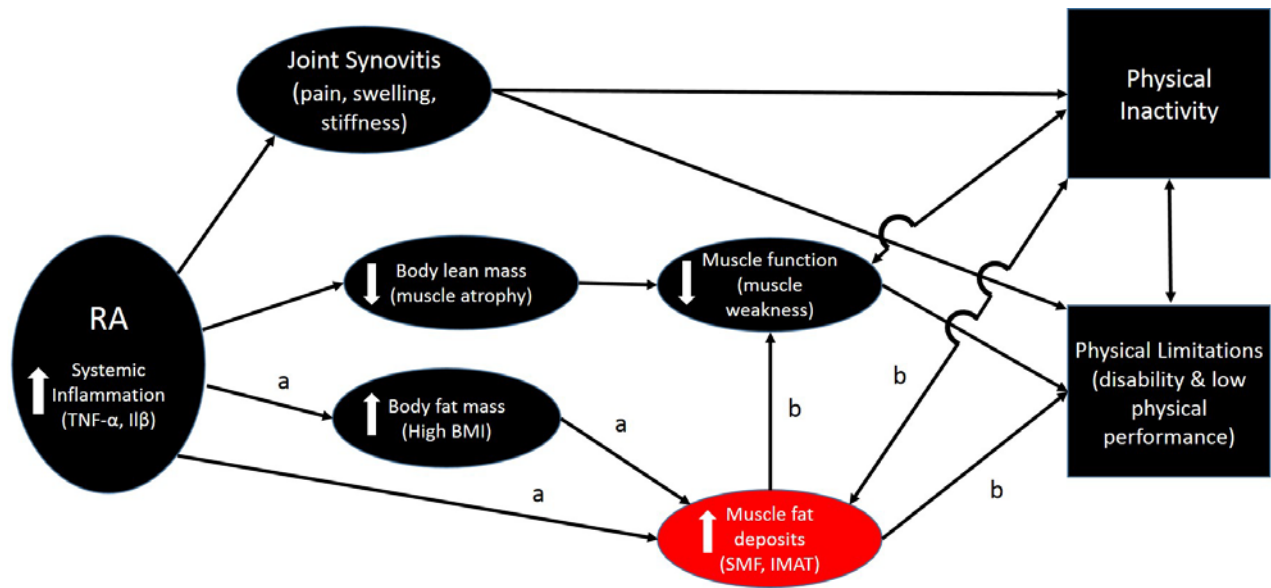 Joint Synovitis
(pain, swelling,
stiffness)
Physical
Inactivity
RA
Systemic
Inflammation
(TNF-α, Ilβ)
Body lean mass
(muscle atrophy)
Muscle function
(muscle
weakness)
a
Body fat mass
(High BMI)
a
b
b
Physical Limitations
(disability & low
physical
performance)
a
Muscle fat
deposits
(SMF, IMAT)
b